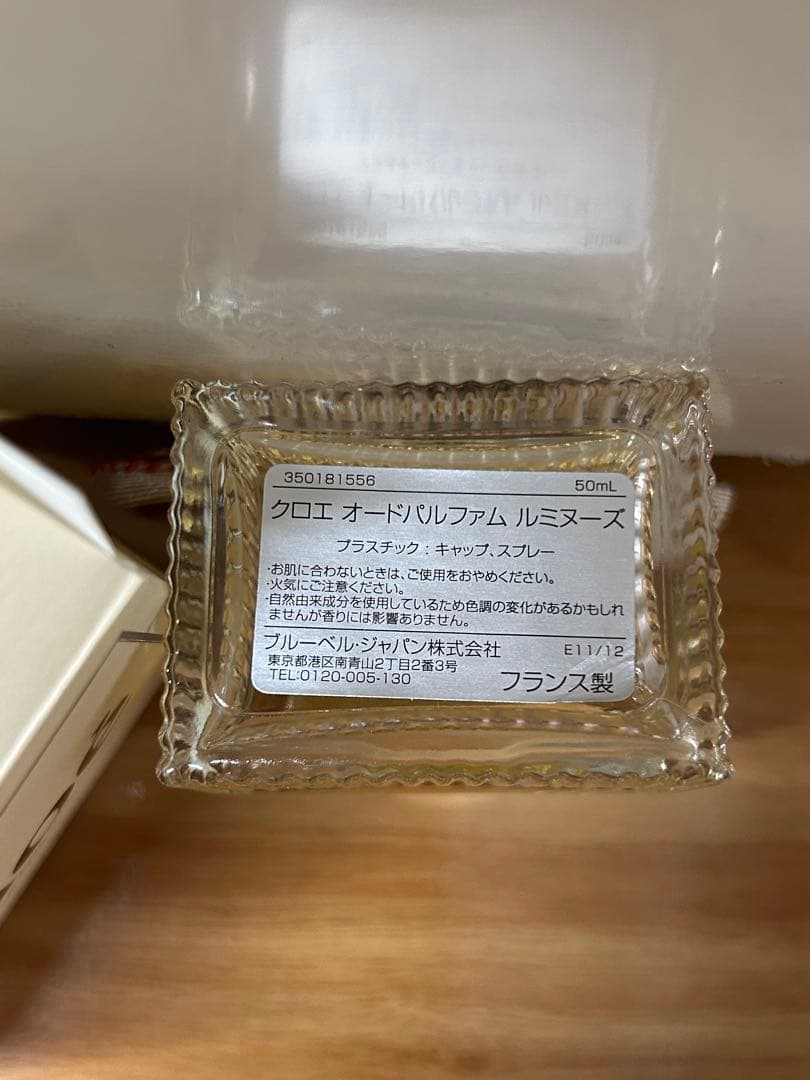 350181556 50mL
クロエ オードパルファム ルミヌーズ
プラスチック：キャップ、スプレー
・お肌に合わないときは、ご使用をおやめください。
・火気にご注意ください。
・自然由来成分を使用しているため色調の変化があるかもしれ
ませんが香りには影響ありません。
ブルーベル・ジャパン株式会社 E11/12
東京都港区南青山2丁目2番3号
TEL:0120-005-130 フランス製